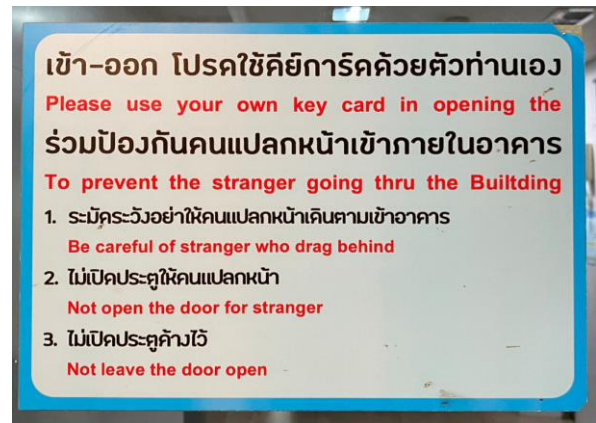 เข้า-ออก โปรดใช้คีย์การ์ดด้วยตัวท่านเอง
Please use your own key card in opening the
ร่วมป้องกันคนแปลกหน้าเข้าภายในอาคาร
To prevent the stranger going thru the Builtding
1. ระมัดระวังอย่าให้คนแปลกหน้าเดินตามเข้าอาคาร
Be careful of stranger who drag behind
2. ไม่เปิดประตูให้คนแปลกหน้า
Not open the door for stranger
3. ไม่เปิดประตูค้างไว้
Not leave the door open